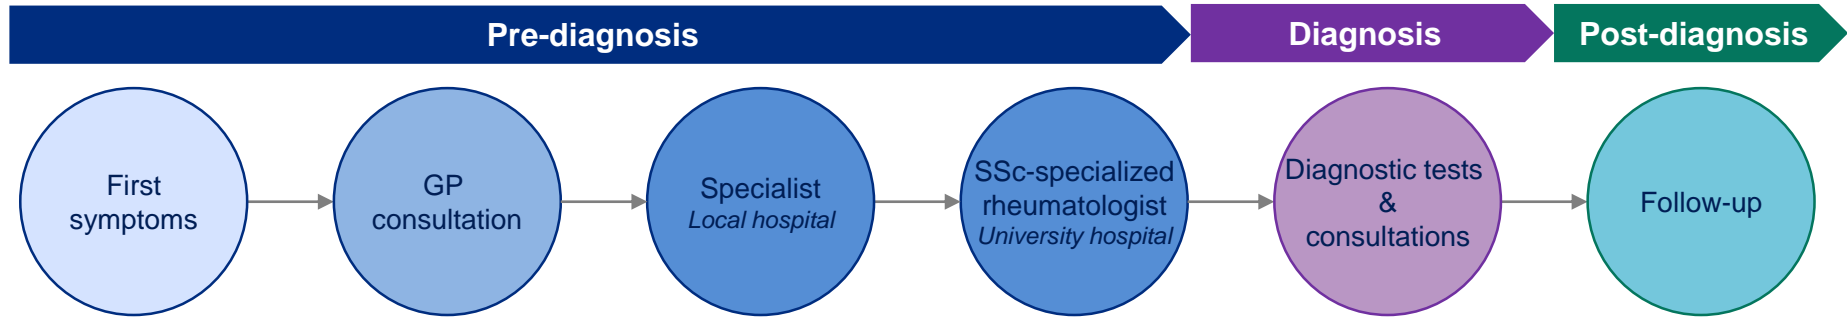 Pre-diagnosis
Diagnosis
Post-diagnosis
First
symptoms
GP
consultation
Specialist
Local hospital
SSc-specialized
rheumatologist
University hospital
Diagnostic tests
&
consultations
Follow-up